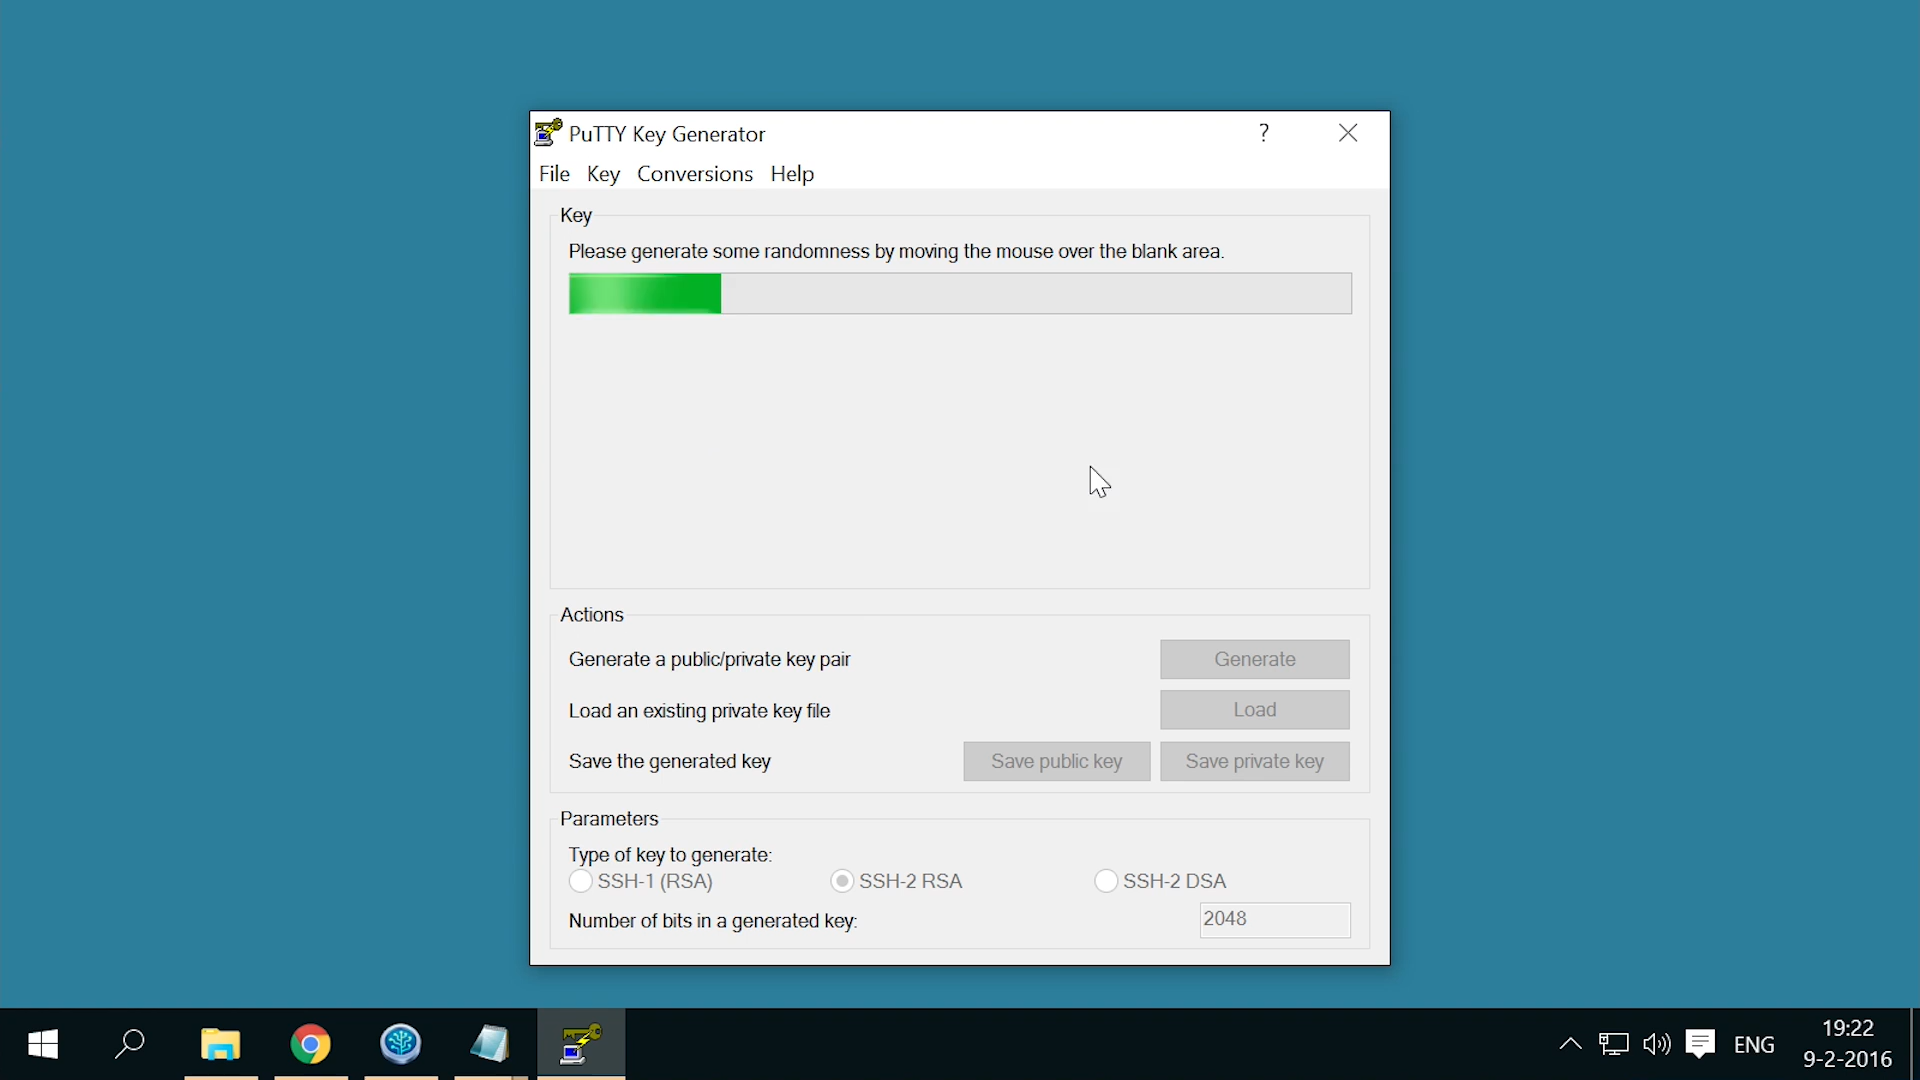 PuTTY Key Generator
?
File Key Conversions Help
Key
Please generate some randomness by moving the mouse over the blank area.
Actions
Generate a public/private key pair
Generate
Load an existing private key file
Load
Save the generated key
Save public key
Save private key
Parameters
Type of key to generate:
SSH-1 (RSA)
SSH-2 RSA
SSH-2 DSA
Number of bits in a generated key:
2048
ENG
19:22
9-2-2016